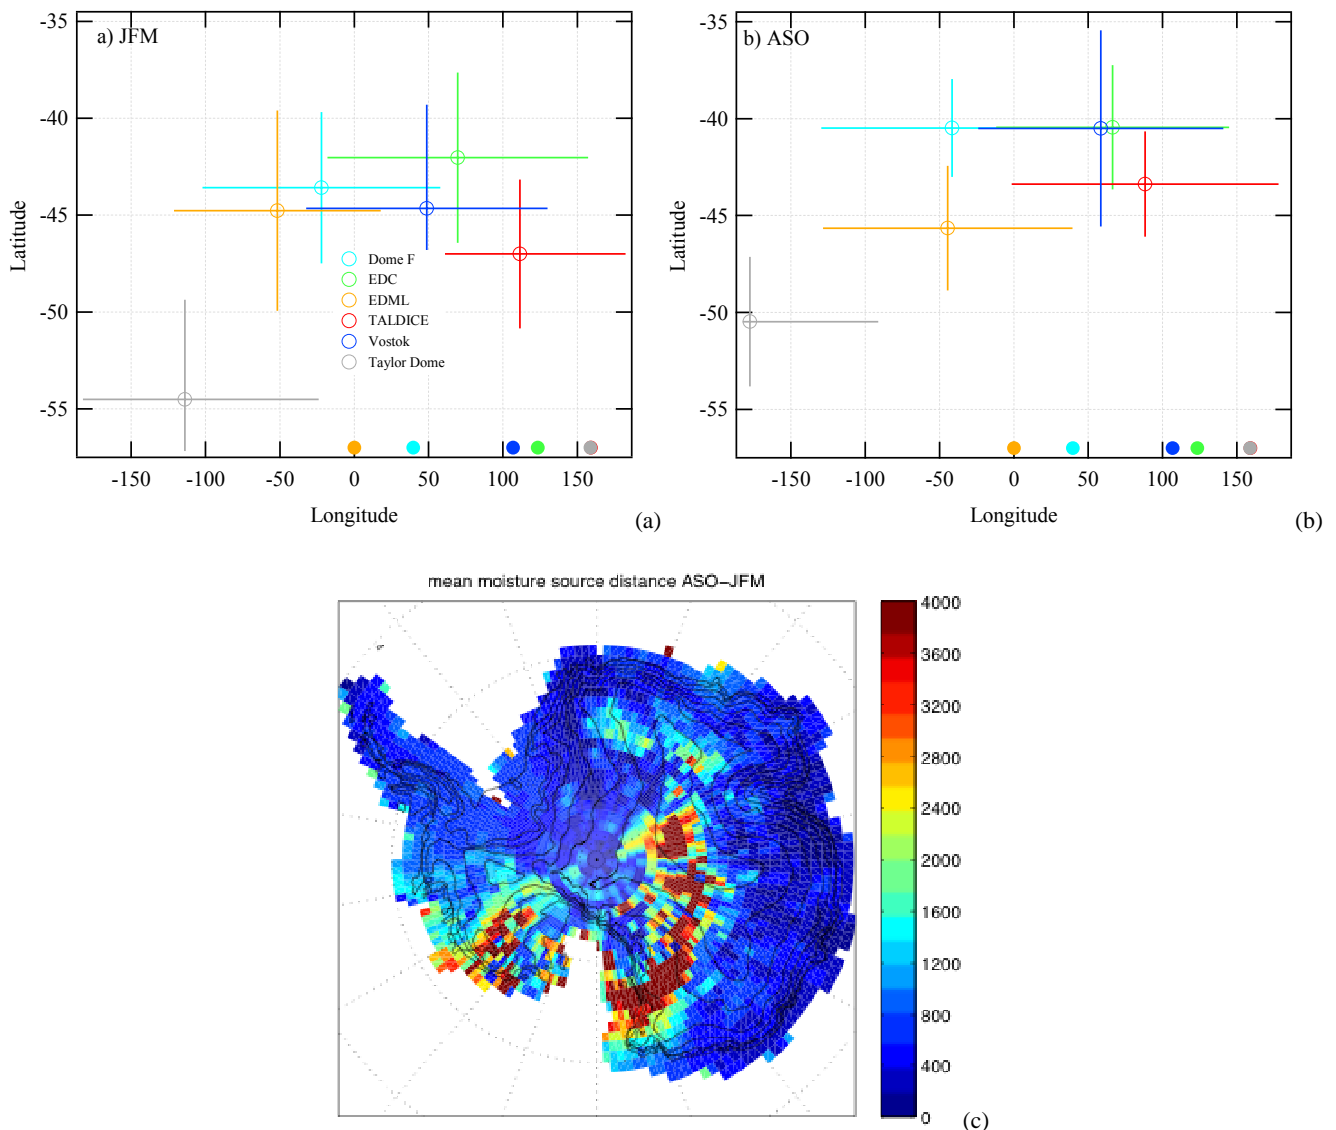 a) JFM
-35
-40
-45
-50
-55
Latitude
Dome F
EDC
EDML
TALDICE
Vostok
Taylor Dome
-150 -100 -50 0 50 100 150
Longitude
(a)
b) ASO
-35
-40
-45
-50
-55
Latitude
-150 -100 -50 0 50 100 150
Longitude
(b)
mean moisture source distance ASO-JFM
4000
3600
3200
2800
2400
2000
1600
1200
800
400
0
(c)